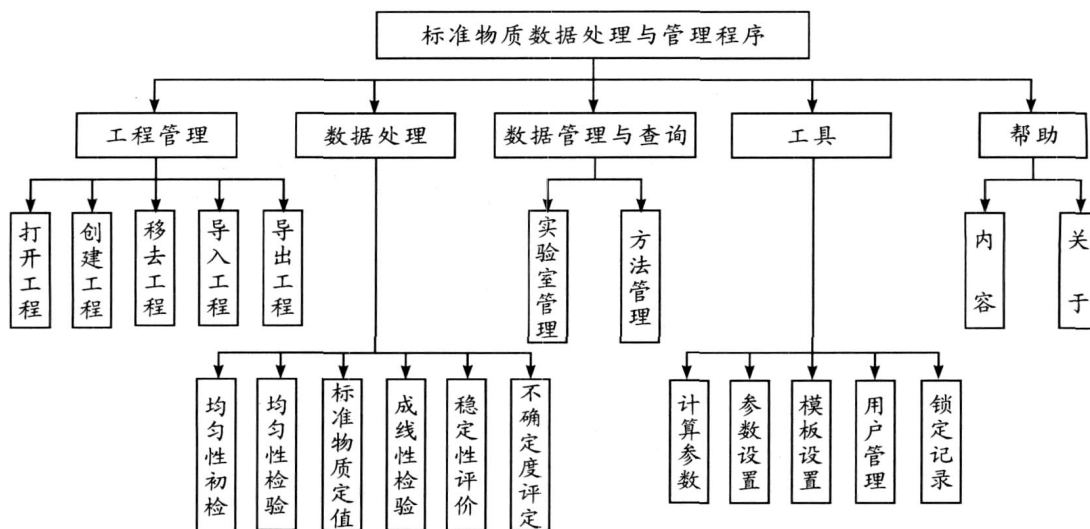 标准物质数据处理与管理程序
工程管理
数据处理
数据管理与查询
工具
帮助
打开工程
创建工程
移去工程
导入工程
导出工程
实验室管理
方法管理
内容
关于
均匀性初检
均匀性检验
标准物质定值
成线性检验
稳定性评价
不确定度评定
计算参数
参数设置
模板设置
用户管理
锁定记录